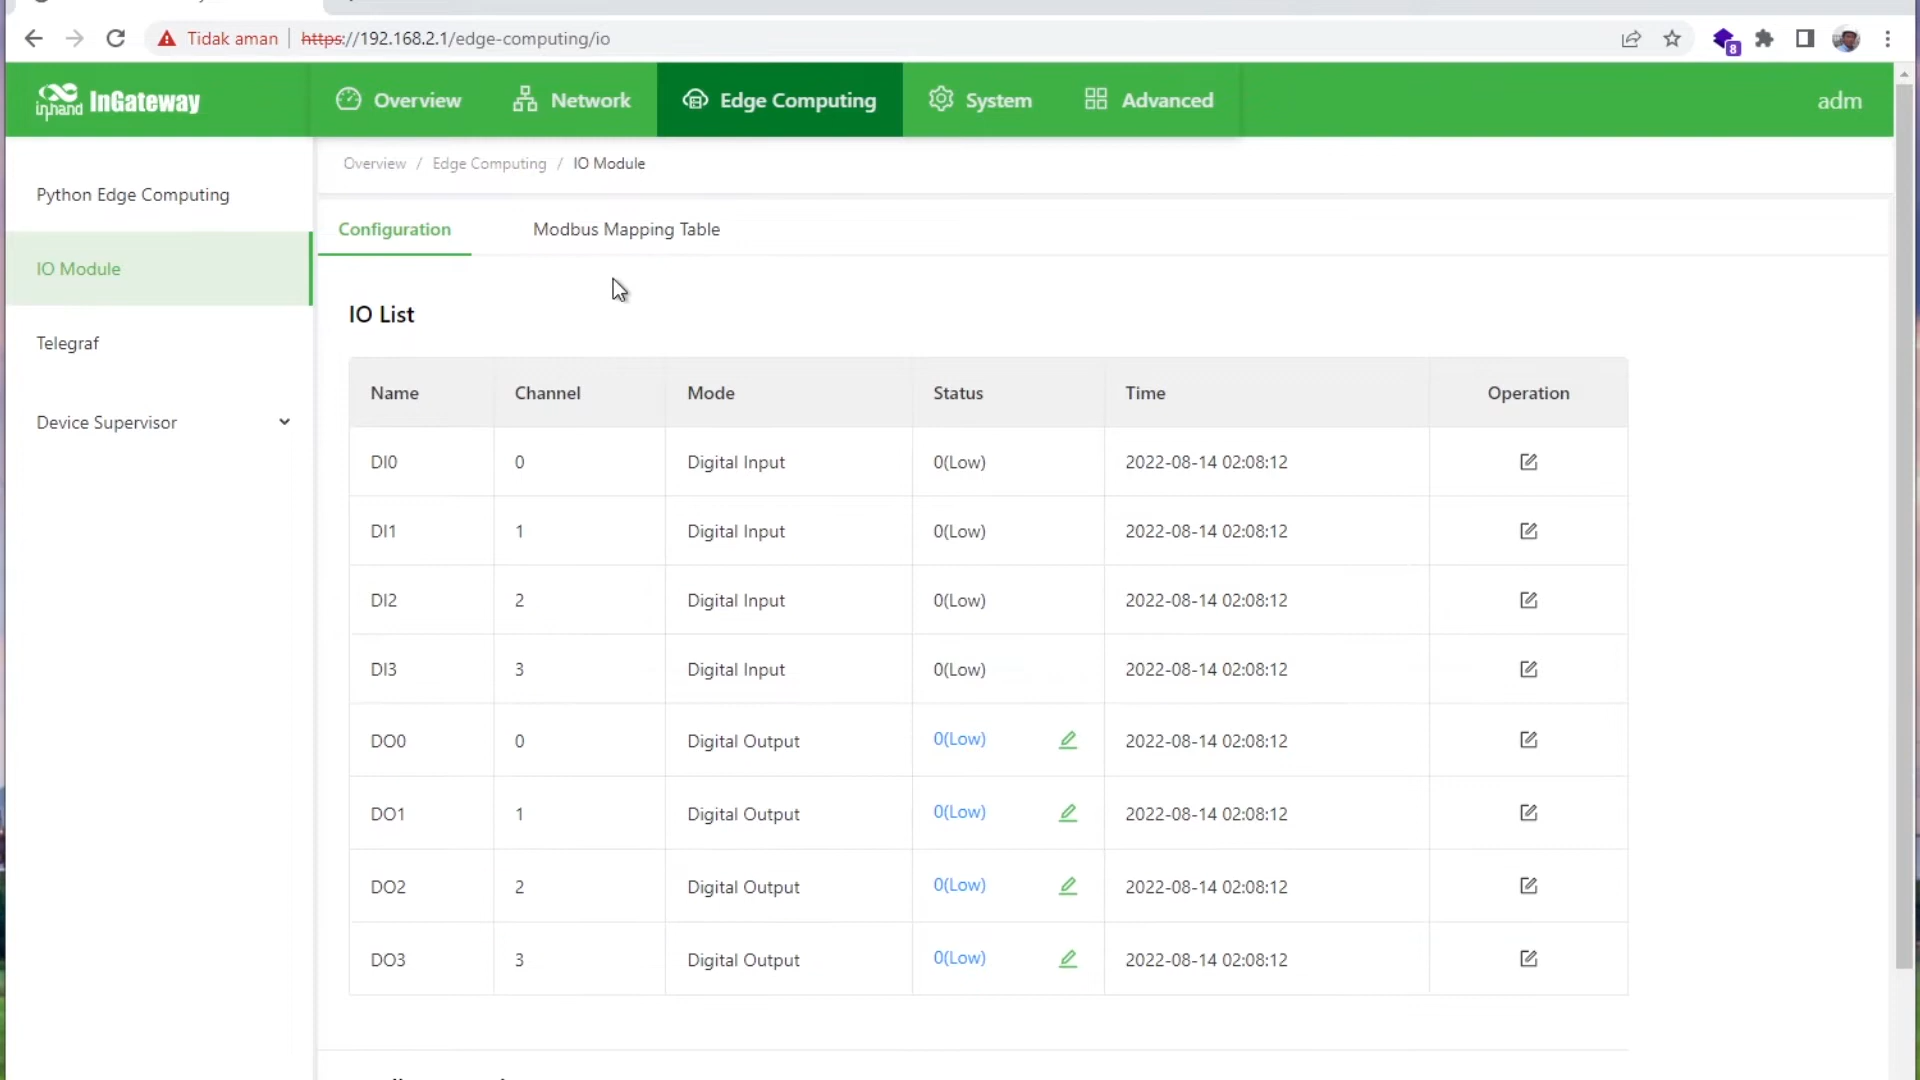 Tidak aman https://192.168.2.1/edge-computing/io
8
inhand InGateway Overview Network Edge Computing System Advanced adm
Overview / Edge Computing / IO Module
Python Edge Computing
IO Module
Telegraf
Device Supervisor
Configuration Modbus Mapping Table
IO List
Name Channel Mode Status Time Operation
DI0 0 Digital Input 0(Low) 2022-08-14 02:08:12
DI1 1 Digital Input 0(Low) 2022-08-14 02:08:12
DI2 2 Digital Input 0(Low) 2022-08-14 02:08:12
DI3 3 Digital Input 0(Low) 2022-08-14 02:08:12
DO0 0 Digital Output 0(Low) 2022-08-14 02:08:12
DO1 1 Digital Output 0(Low) 2022-08-14 02:08:12
DO2 2 Digital Output 0(Low) 2022-08-14 02:08:12
DO3 3 Digital Output 0(Low) 2022-08-14 02:08:12